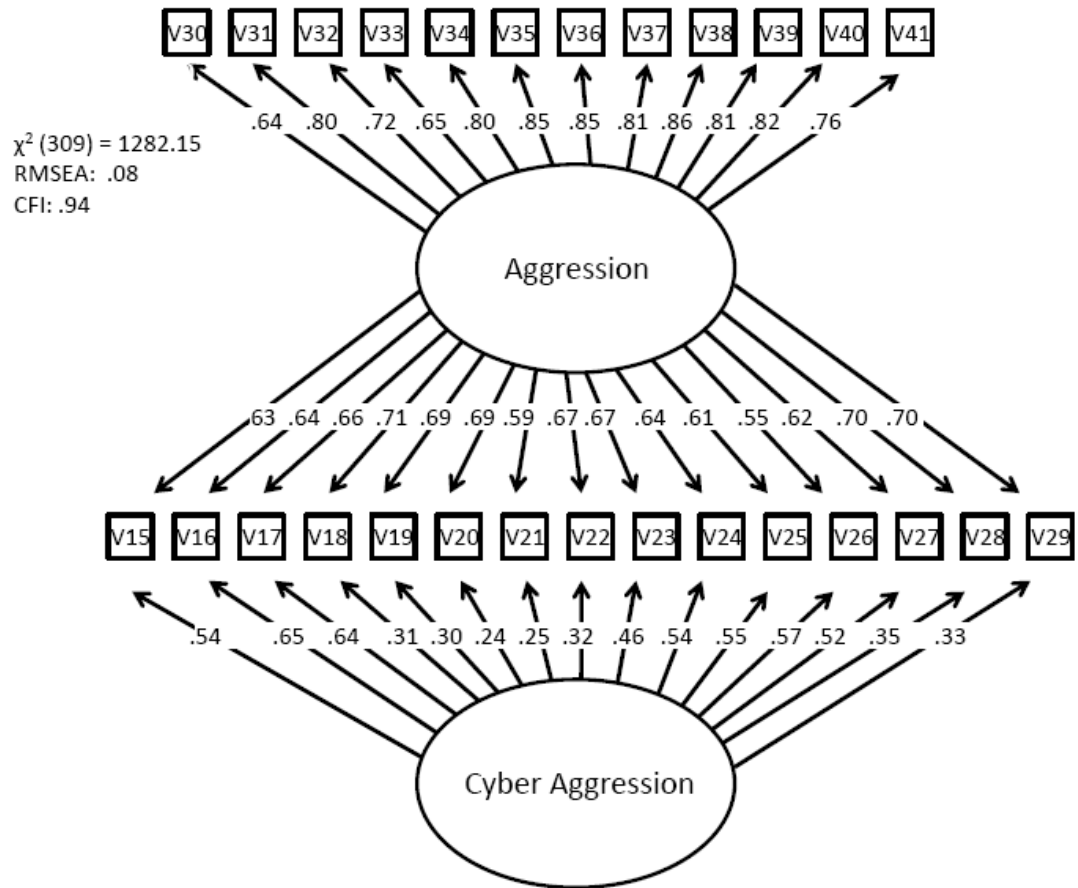 V30 V31 V32 V33 V34 V35 V36 V37 V38 V39 V40 V41
.64 .80 .72 .65 .80 .85 .85 .81 .86 .81 .82 .76
χ² (309) = 1282.15
RMSEA: .08
CFI: .94
Aggression
.63 .64 .66 .71 .69 .69 .59 .67 .67 .64 .61 .55 .62 .70 .70
V15 V16 V17 V18 V19 V20 V21 V22 V23 V24 V25 V26 V27 V28 V29
.54 .65 .64 .31 .30 .24 .25 .32 .46 .54 .55 .57 .52 .35 .33
Cyber Aggression